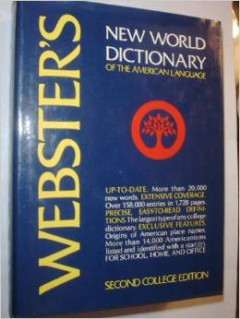 WEBSTER'S
NEW WORLD
DICTIONARY
OF THE AMERICAN LANGUAGE
UP-TO-DATE. More than 20,000
new words. EXTENSIVE COVERAGE.
Over 158,000 entries in 1,728 pages.
PRECISE, EASY-TO-READ DEFINI-
TIONS The largest type of any college
dictionary. EXCLUSIVE FEATURES.
Origins of American place names.
More than 14,000 Americanisms
listed and identified with a star(☆).
FOR SCHOOL, HOME, AND OFFICE
SECOND COLLEGE EDITION